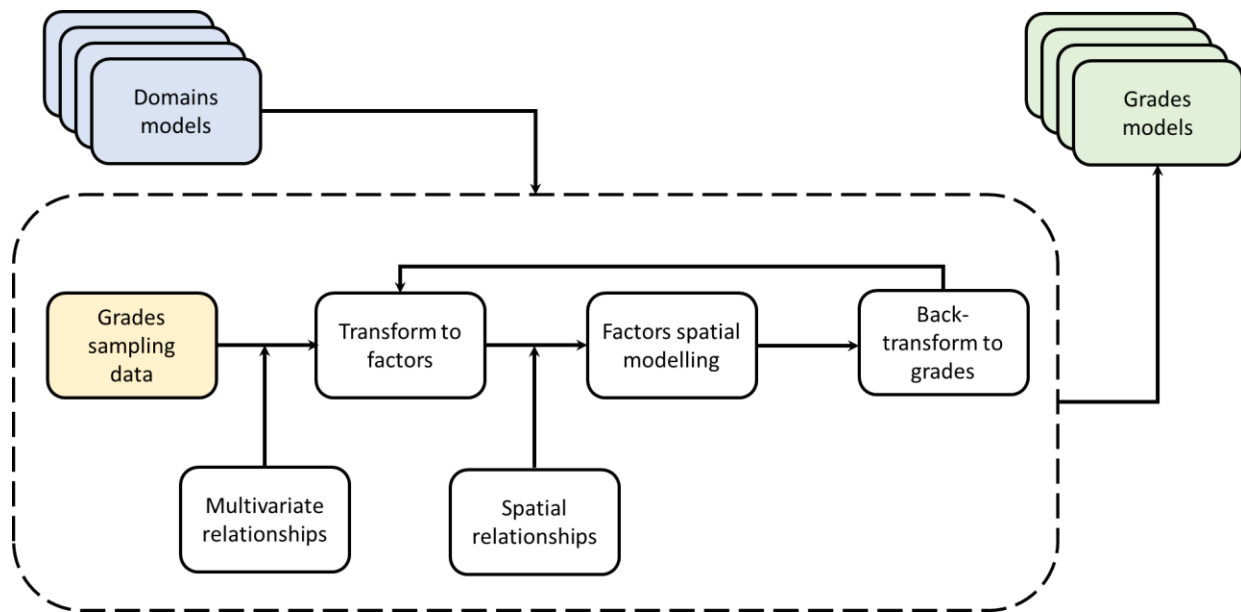 Domains
models
Grades
models
Grades
sampling
data
Transform to
factors
Factors spatial
modelling
Back-
transform to
grades
Multivariate
relationships
Spatial
relationships